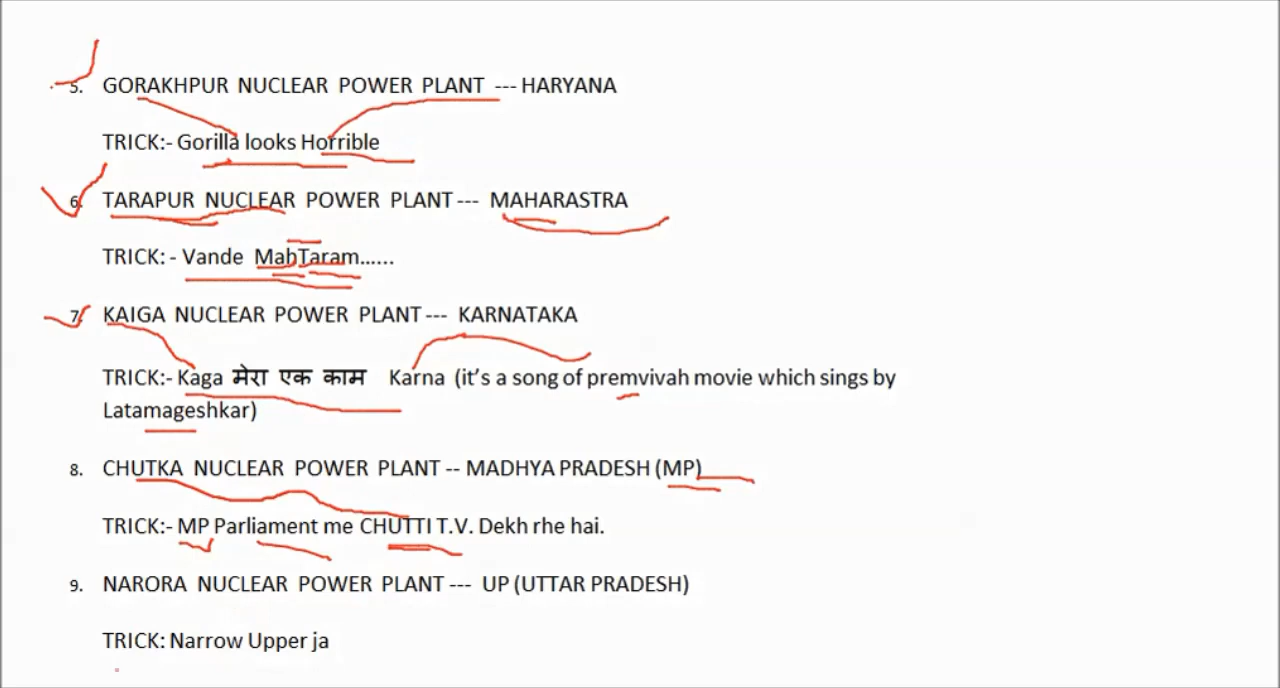 5. GORAKHPUR NUCLEAR POWER PLANT --- HARYANA
TRICK:- Gorilla looks Horrible
6. TARAPUR NUCLEAR POWER PLANT --- MAHARASTRA
TRICK: - Vande MahTaram......
7. KAIGA NUCLEAR POWER PLANT --- KARNATAKA
TRICK:- Kaga मेरा एक काम Karna (it's a song of premvivah movie which sings by
Latamageshkar)
8. CHUTKA NUCLEAR POWER PLANT -- MADHYA PRADESH (MP)
TRICK:- MP Parliament me CHUTTI T.V. Dekh rhe hai.
9. NARORA NUCLEAR POWER PLANT --- UP (UTTAR PRADESH)
TRICK: Narrow Upper ja